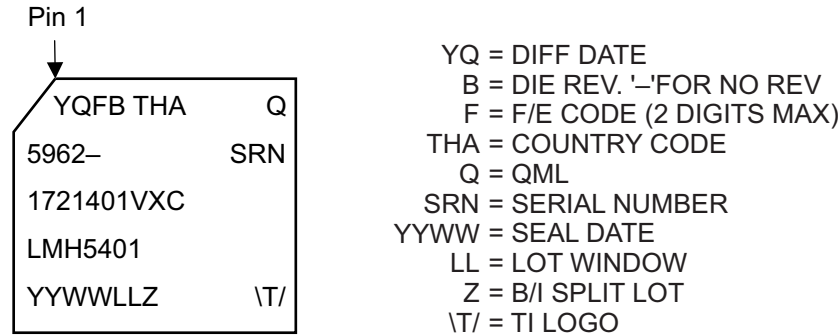 Pin 1
YQFB THA Q
5962– SRN
1721401VXC
LMH5401
YYWWLLZ \T/
YQ = DIFF DATE
B = DIE REV. '–'FOR NO REV
F = F/E CODE (2 DIGITS MAX)
THA = COUNTRY CODE
Q = QML
SRN = SERIAL NUMBER
YYWW = SEAL DATE
LL = LOT WINDOW
Z = B/I SPLIT LOT
\T/ = TI LOGO